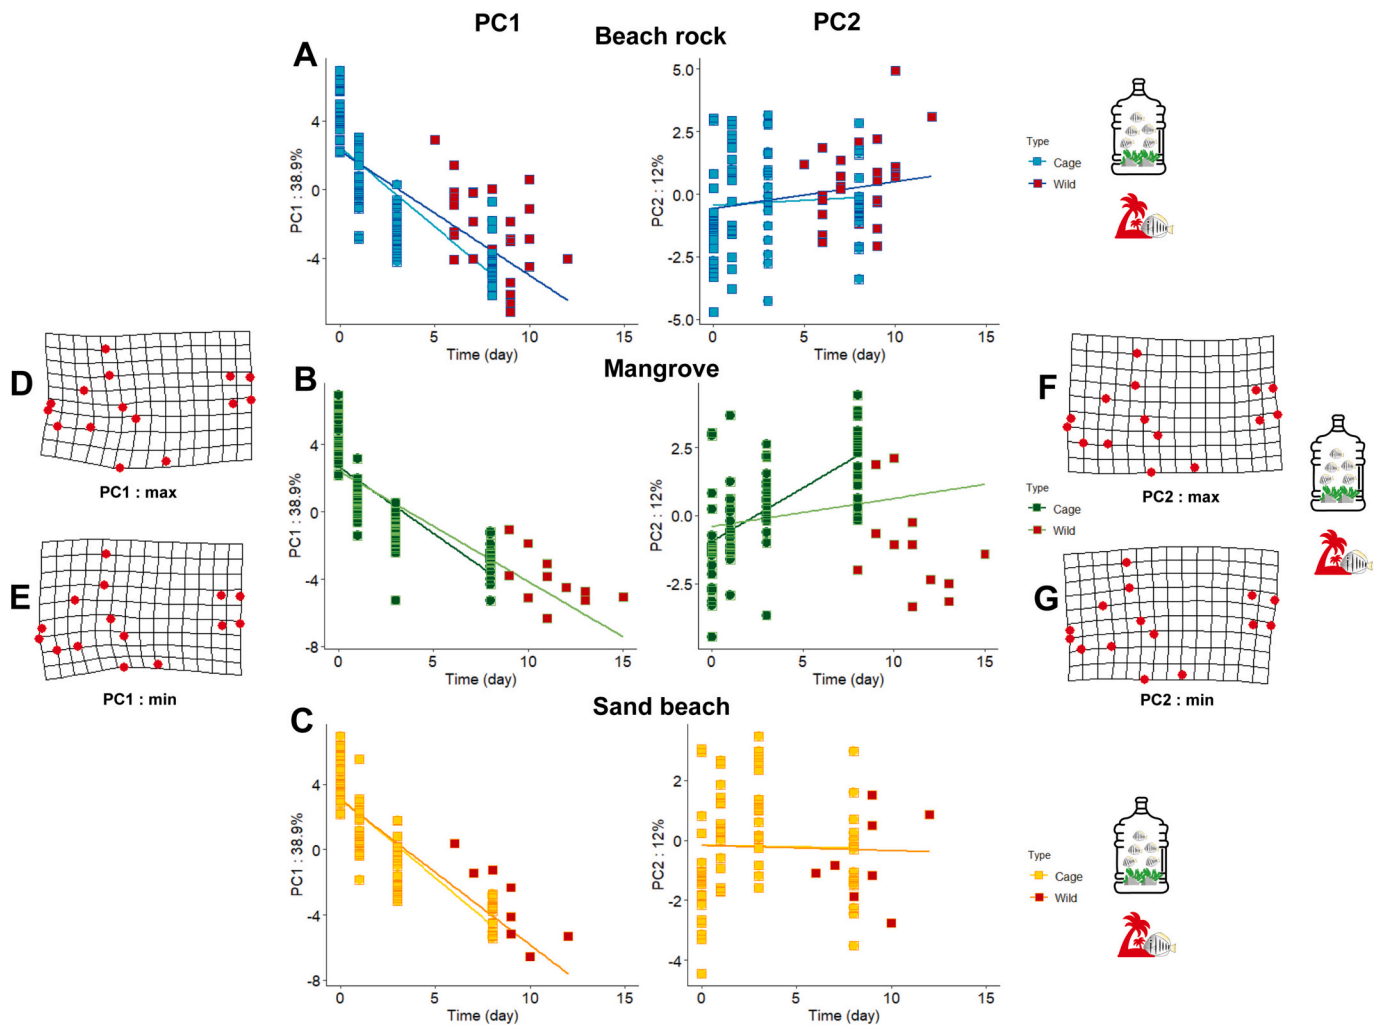 PC1
PC2
Beach rock
A
PC1 : 38.9%
4
0
-4
0
5
10
15
Time (day)
PC2 : 12%
5.0
2.5
0.0
-2.5
-5.0
0
5
10
15
Time (day)
Type
Cage
Wild
Mangrove
D
PC1 : max
E
PC1 : min
B
PC1 : 38.9%
4
0
-4
-8
0
5
10
15
Time (day)
PC2 : 12%
2.5
0.0
-2.5
0
5
10
15
Time (day)
F
PC2 : max
Type
Cage
Wild
G
PC2 : min
Sand beach
C
PC1 : 38.9%
4
0
-4
-8
0
5
10
15
Time (day)
PC2 : 12%
2
0
-2
-4
0
5
10
15
Time (day)
Type
Cage
Wild